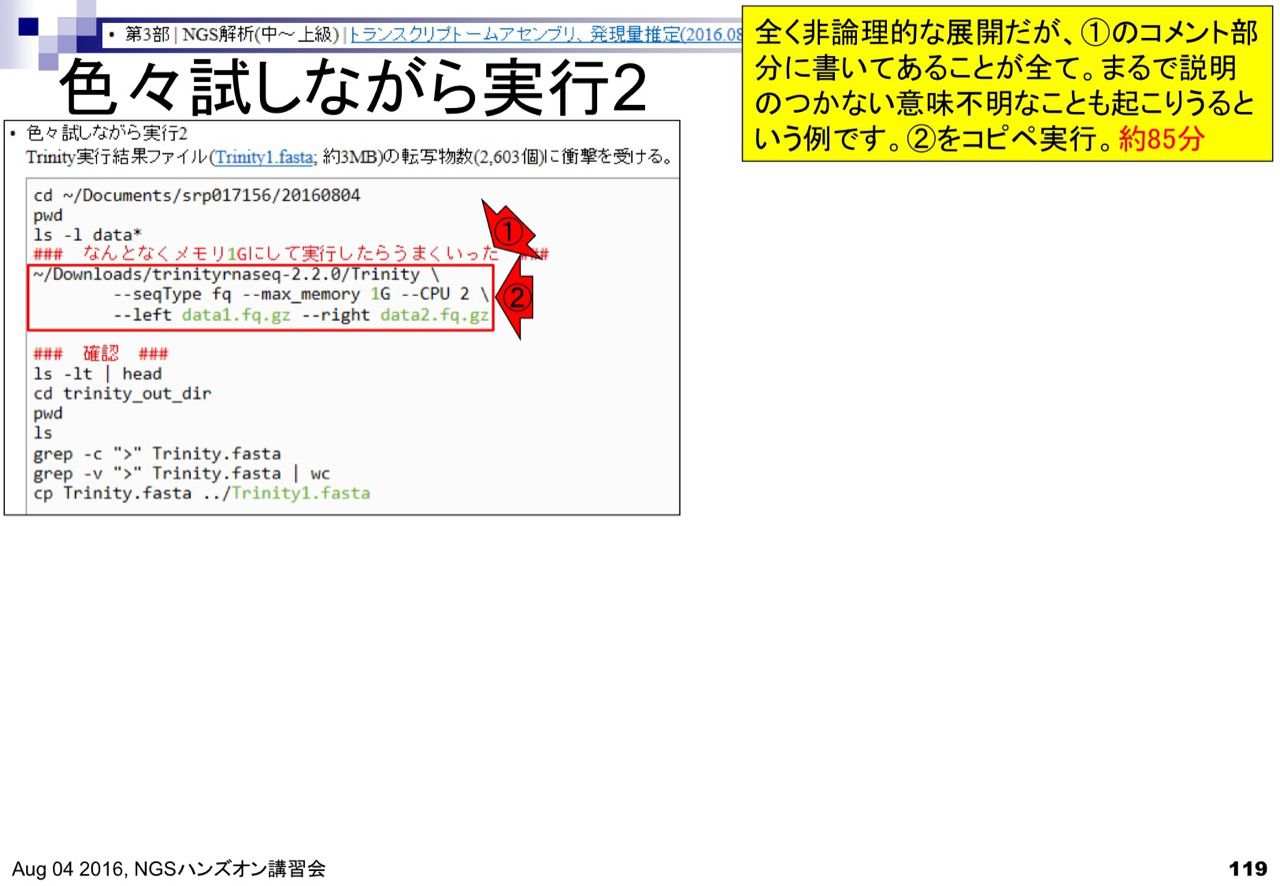 • 第3部 | NGS解析(中～上級) | トランスクリプトームアセンブリ、発現量推定(2016.08
色々試しながら実行2
全く非論理的な展開だが、①のコメント部
分に書いてあることが全て。まるで説明
のつかない意味不明なことも起こりうると
いう例です。②をコピペ実行。約85分
• 色々試しながら実行2
Trinity実行結果ファイル(Trinity1.fasta; 約3MB)の転写物数(2,603個)に衝撃を受ける。
cd ~/Documents/srp017156/20160804
pwd
ls -l data*
### なんとなくメモリ1Gにして実行したらうまくいった ###
①
~/Downloads/trinityrnaseq-2.2.0/Trinity \
--seqType fq --max_memory 1G --CPU 2 \
--left data1.fq.gz --right data2.fq.gz
②
### 確認 ###
ls -lt | head
cd trinity_out_dir
pwd
ls
grep -c ">" Trinity.fasta
grep -v ">" Trinity.fasta | wc
cp Trinity.fasta ../Trinity1.fasta
Aug 04 2016, NGSハンズオン講習会
119